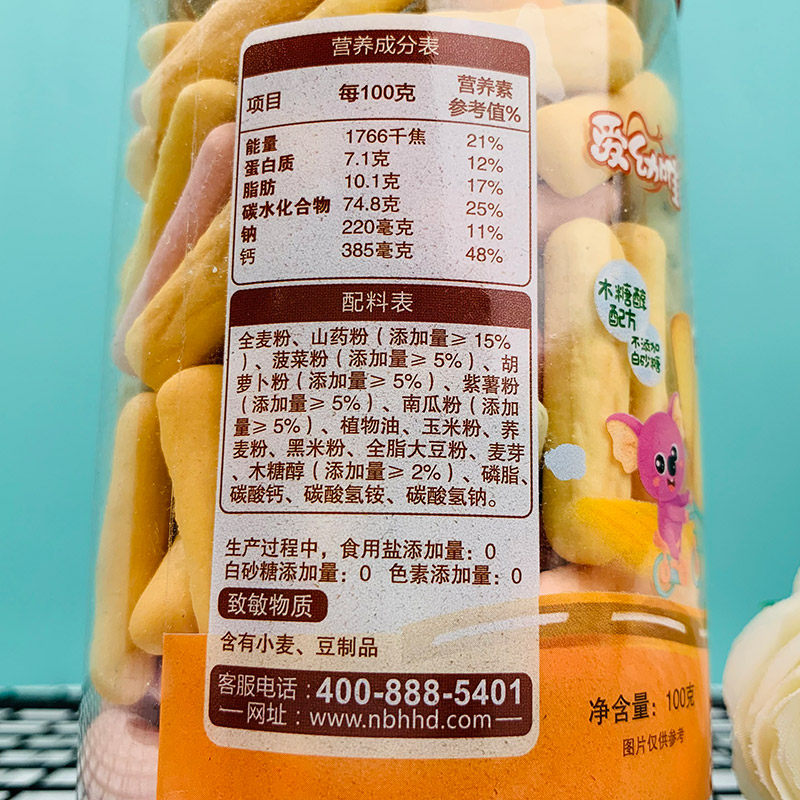 营养成分表
项目 每100克 营养素参考值%
能量 1766千焦 21%
蛋白质 7.1克 12%
脂肪 10.1克 17%
碳水化合物 74.8克 25%
钠 220毫克 11%
钙 385毫克 48%
配料表
全麦粉、山药粉（添加量≥15%
）、菠菜粉（添加量≥5%）、胡
萝卜粉（添加量≥5%）、紫薯粉
（添加量≥5%）、南瓜粉（添加
量≥5%）、植物油、玉米粉、荞
麦粉、黑米粉、全脂大豆粉、麦芽
、木糖醇（添加量≥2%）、磷脂、
碳酸钙、碳酸氢铵、碳酸氢钠。
生产过程中，食用盐添加量：0
白砂糖添加量：0 色素添加量：0
致敏物质
含有小麦、豆制品
客服电话：400-888-5401
网址：www.nbhhd.com
木糖醇
配方
不添加
白砂糖
净含量：100克
图片仅供参考